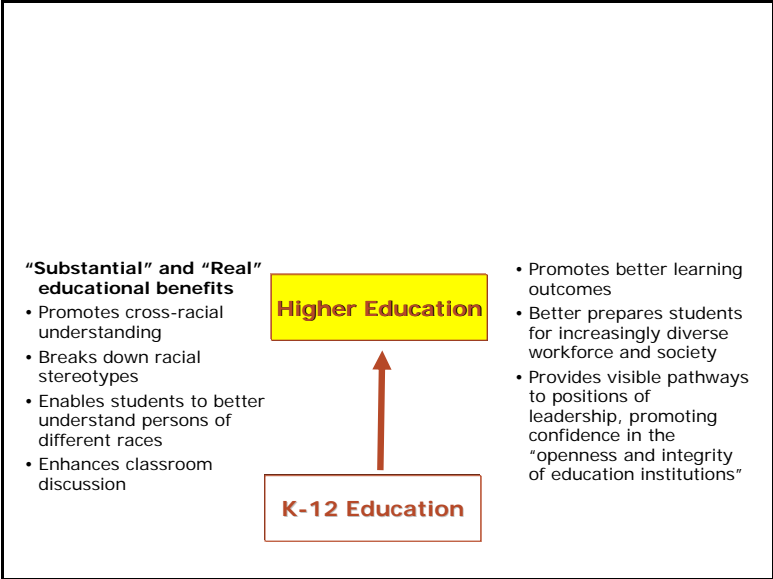 “Substantial” and “Real”
educational benefits
• Promotes cross-racial
understanding
• Breaks down racial
stereotypes
• Enables students to better
understand persons of
different races
• Enhances classroom
discussion
Higher Education
K-12 Education
• Promotes better learning
outcomes
• Better prepares students
for increasingly diverse
workforce and society
• Provides visible pathways
to positions of
leadership, promoting
confidence in the
“openness and integrity
of education institutions”